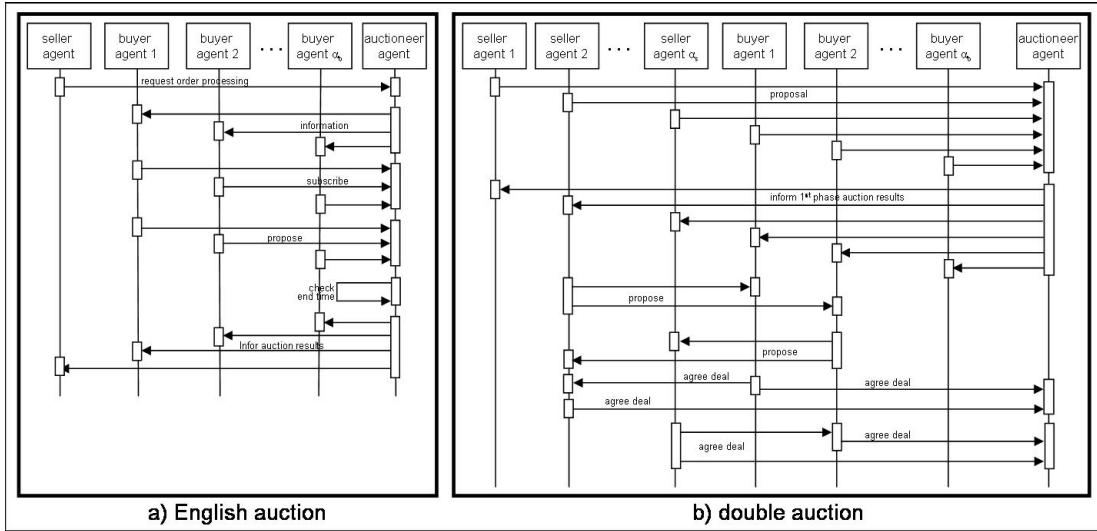 seller
agent
buyer
agent 1
buyer
agent 2
. . .
buyer
agent αb
auctioneer
agent
request order processing
information
subscribe
propose
check
end time
Infor auction results
a) English auction
seller
agent 1
seller
agent 2
. . .
seller
agent αs
buyer
agent 1
buyer
agent 2
. . .
buyer
agent αb
auctioneer
agent
proposal
inform 1st phase auction results
propose
propose
agree deal
agree deal
agree deal
agree deal
agree deal
b) double auction